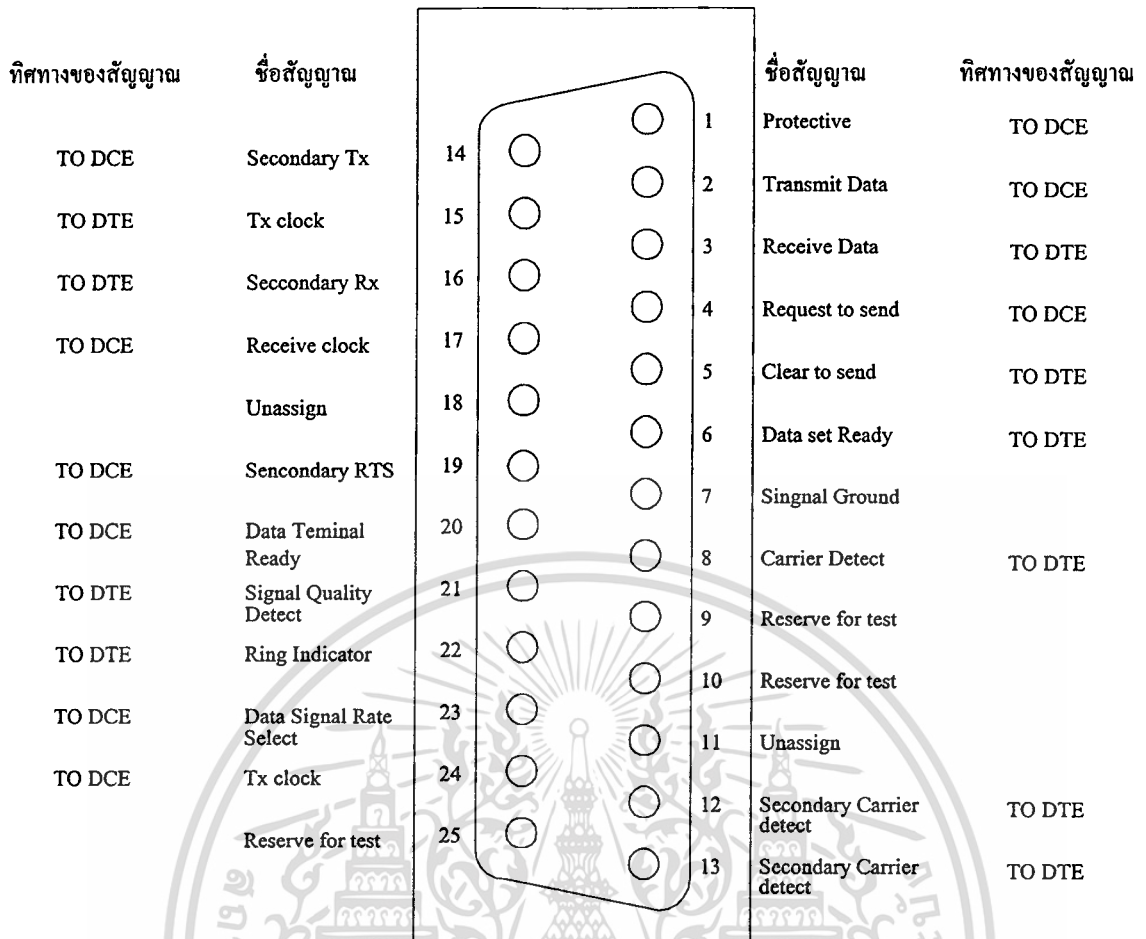 ทิศทางของสัญญาณ ชื่อสัญญาณ ชื่อสัญญาณ ทิศทางของสัญญาณ
1 Protective TO DCE
TO DCE Secondary Tx 14
2 Transmit Data TO DCE
TO DTE Tx clock 15
3 Receive Data TO DTE
TO DTE Seccondary Rx 16
4 Request to send TO DCE
TO DCE Receive clock 17
5 Clear to send TO DTE
Unassign 18
6 Data set Ready TO DTE
TO DCE Sencondary RTS 19
7 Singnal Ground
TO DCE Data Teminal 20
Ready
8 Carrier Detect TO DTE
TO DTE Signal Quality 21
Detect
9 Reserve for test
TO DTE Ring Indicator 22
10 Reserve for test
TO DCE Data Signal Rate 23
Select
11 Unassign
TO DCE Tx clock 24
12 Secondary Carrier TO DTE
detect
Reserve for test 25
13 Secondary Carrier TO DTE
detect